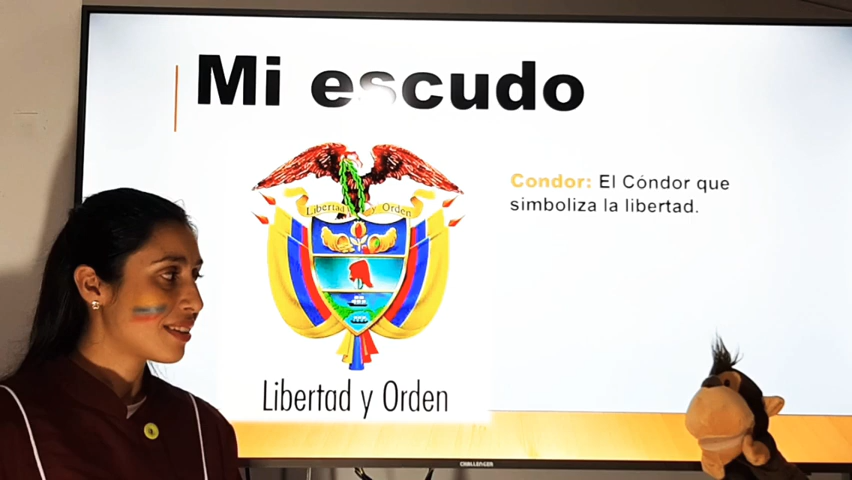 Mi escudo
Condor: El Cóndor que
simboliza la libertad.
Libertad y Orden
Libertad y Orden
CHALLENGER